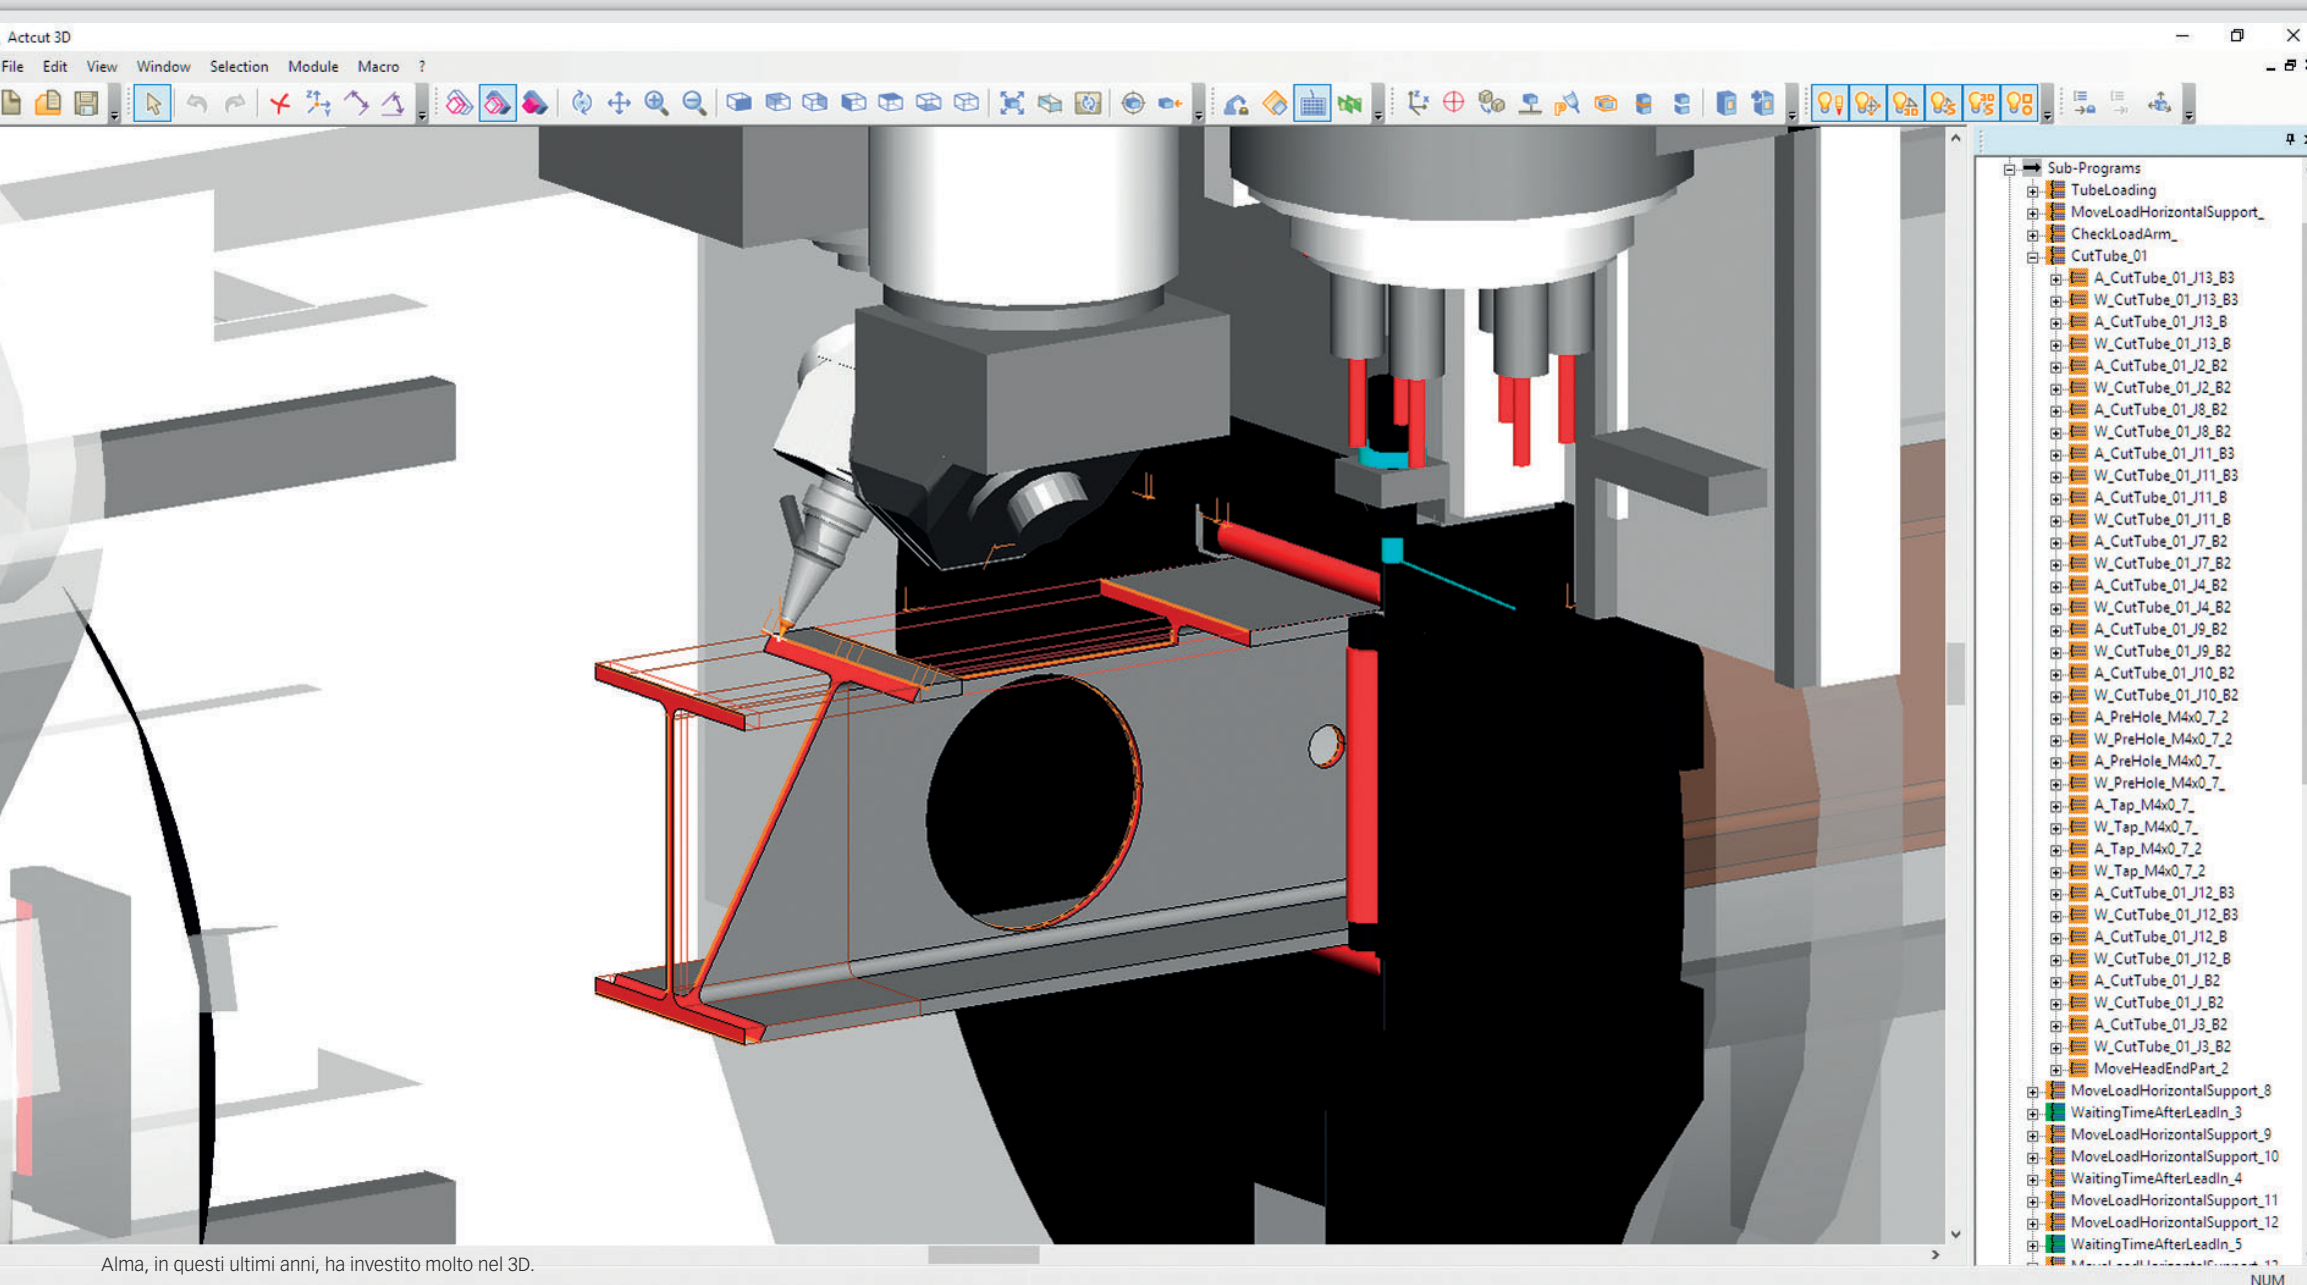 Actcut 3D
File Edit View Window Selection Module Macro ?
Sub-Programs
TubeLoading
MoveLoadHorizontalSupport_
CheckLoadArm_
CutTube_01
A_CutTube_01_J13_B3
W_CutTube_01_J13_B3
A_CutTube_01_J13_B
W_CutTube_01_J13_B
A_CutTube_01_J2_B2
W_CutTube_01_J2_B2
A_CutTube_01_J8_B2
W_CutTube_01_J8_B2
A_CutTube_01_J11_B3
W_CutTube_01_J11_B3
A_CutTube_01_J11_B
W_CutTube_01_J11_B
A_CutTube_01_J7_B2
W_CutTube_01_J7_B2
A_CutTube_01_J4_B2
W_CutTube_01_J4_B2
A_CutTube_01_J9_B2
W_CutTube_01_J9_B2
A_CutTube_01_J10_B2
W_CutTube_01_J10_B2
A_PreHole_M4x0_7_2
W_PreHole_M4x0_7_2
A_PreHole_M4x0_7_
W_PreHole_M4x0_7_
A_Tap_M4x0_7_
W_Tap_M4x0_7_
A_Tap_M4x0_7_2
W_Tap_M4x0_7_2
A_CutTube_01_J12_B3
W_CutTube_01_J12_B3
A_CutTube_01_J12_B
W_CutTube_01_J12_B
A_CutTube_01_J_B2
W_CutTube_01_J_B2
A_CutTube_01_J3_B2
W_CutTube_01_J3_B2
MoveHeadEndPart_2
MoveLoadHorizontalSupport_8
WaitingTimeAfterLeadIn_3
MoveLoadHorizontalSupport_9
MoveLoadHorizontalSupport_10
WaitingTimeAfterLeadIn_4
MoveLoadHorizontalSupport_11
MoveLoadHorizontalSupport_12
WaitingTimeAfterLeadIn_5
Alma, in questi ultimi anni, ha investito molto nel 3D.
NUM